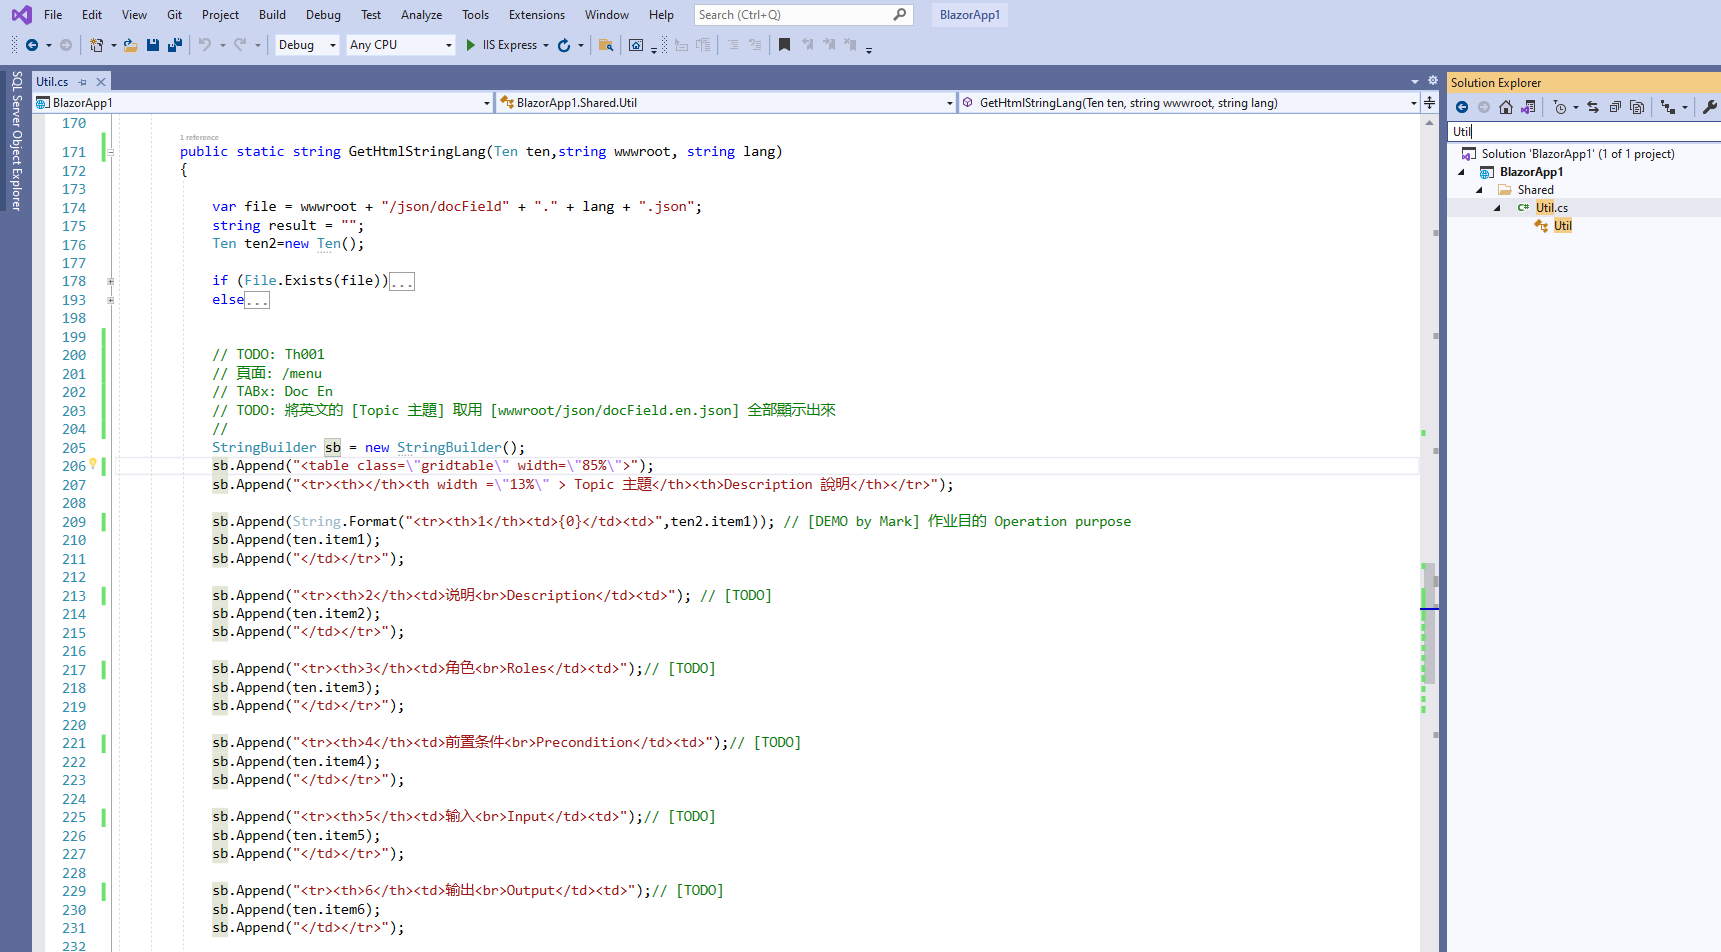 File Edit View Git Project Build Debug Test Analyze Tools Extensions Window Help Search (Ctrl+Q) BlazorApp1
Debug Any CPU IIS Express
SQL Server Object Explorer
Util.cs
BlazorApp1 BlazorApp1.Shared.Util GetHtmlStringLang(Ten ten, string wwwroot, string lang)
170
1 reference
171 public static string GetHtmlStringLang(Ten ten,string wwwroot, string lang)
172 {
173
174 var file = wwwroot + "/json/docField" + "." + lang + ".json";
175 string result = "";
176 Ten ten2=new Ten();
177
178 if (File.Exists(file))...
193 else...
198
199
200 // TODO: Th001
201 // 頁面: /menu
202 // TABx: Doc En
203 // TODO: 將英文的 [Topic 主題] 取用 [wwwroot/json/docField.en.json] 全部顯示出來
204 //
205 StringBuilder sb = new StringBuilder();
206 sb.Append("<table class=\"gridtable\" width=\"85%\">");
207 sb.Append("<tr><th></th><th width =\"13%\" > Topic 主題</th><th>Description 說明</th></tr>");
208
209 sb.Append(String.Format("<tr><th>1</th><td>{0}</td><td>",ten2.item1)); // [DEMO by Mark] 作业目的 Operation purpose
210 sb.Append(ten.item1);
211 sb.Append("</td></tr>");
212
213 sb.Append("<tr><th>2</th><td>说明<br>Description</td><td>"); // [TODO]
214 sb.Append(ten.item2);
215 sb.Append("</td></tr>");
216
217 sb.Append("<tr><th>3</th><td>角色<br>Roles</td><td>");// [TODO]
218 sb.Append(ten.item3);
219 sb.Append("</td></tr>");
220
221 sb.Append("<tr><th>4</th><td>前置条件<br>Precondition</td><td>");// [TODO]
222 sb.Append(ten.item4);
223 sb.Append("</td></tr>");
224
225 sb.Append("<tr><th>5</th><td>输入<br>Input</td><td>");// [TODO]
226 sb.Append(ten.item5);
227 sb.Append("</td></tr>");
228
229 sb.Append("<tr><th>6</th><td>输出<br>Output</td><td>");// [TODO]
230 sb.Append(ten.item6);
231 sb.Append("</td></tr>");
232
Solution Explorer
Util
Solution 'BlazorApp1' (1 of 1 project)
BlazorApp1
Shared
C# Util.cs
Util